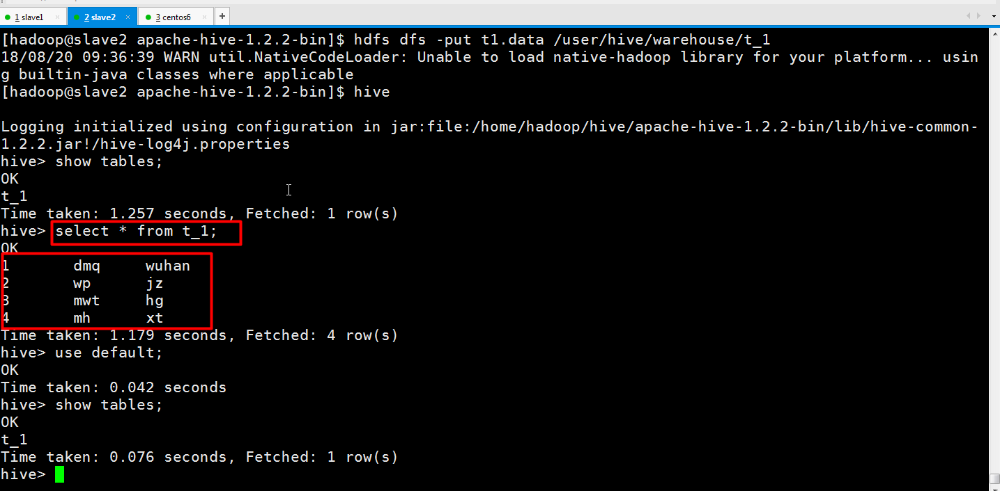 1 slave1 × 2 slave2 × 3 centos6 × +
[hadoop@slave2 apache-hive-1.2.2-bin]$ hdfs dfs -put t1.data /user/hive/warehouse/t_1
18/08/20 09:36:39 WARN util.NativeCodeLoader: Unable to load native-hadoop library for your platform... usin
g builtin-java classes where applicable
[hadoop@slave2 apache-hive-1.2.2-bin]$ hive
Logging initialized using configuration in jar:file:/home/hadoop/hive/apache-hive-1.2.2-bin/lib/hive-common-
1.2.2.jar!/hive-log4j.properties
hive> show tables;
OK
t_1
Time taken: 1.257 seconds, Fetched: 1 row(s)
hive> select * from t_1;
OK
1 dmq wuhan
2 wp jz
3 mwt hg
4 mh xt
Time taken: 1.179 seconds, Fetched: 4 row(s)
hive> use default;
OK
Time taken: 0.042 seconds
hive> show tables;
OK
t_1
Time taken: 0.076 seconds, Fetched: 1 row(s)
hive>